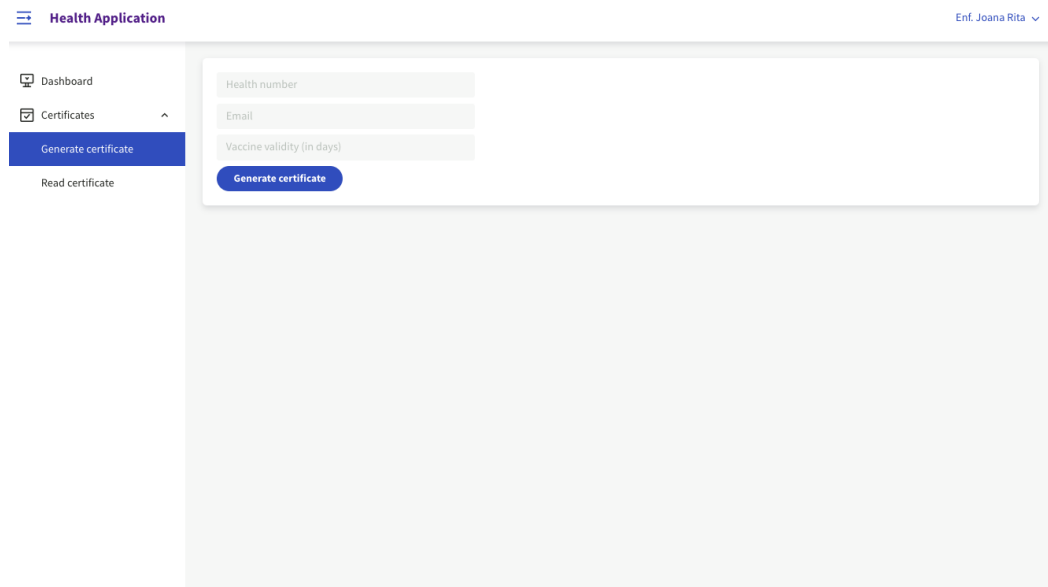 Health Application
Enf. Joana Rita
Dashboard
Certificates
Generate certificate
Read certificate
Health number
Email
Vaccine validity (in days)
Generate certificate